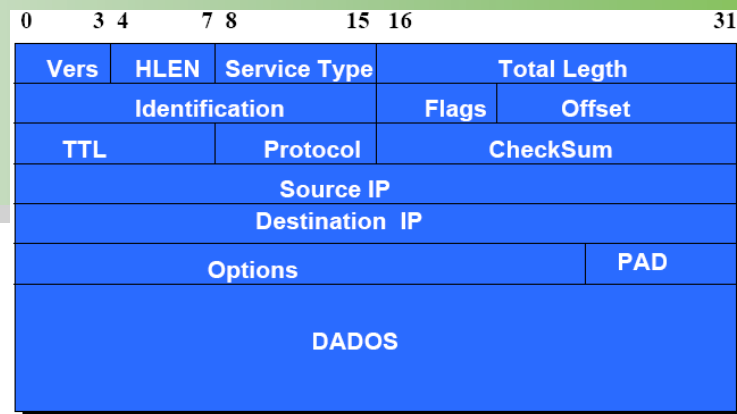 0 3 4 7 8 15 16 31
Vers HLEN Service Type Total Legth
Identification Flags Offset
TTL Protocol CheckSum
Source IP
Destination IP
Options PAD
DADOS